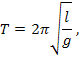 T = 2π√(l/g),